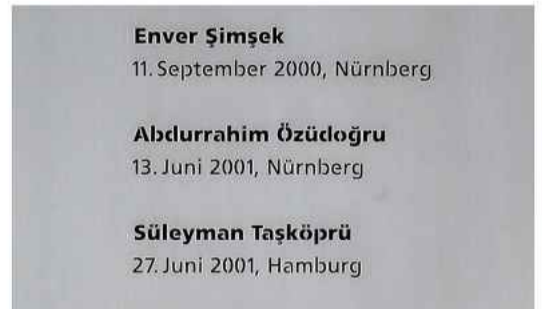 Enver Şimşek
11. September 2000, Nürnberg
Abdurrahim Özüdoğru
13. Juni 2001, Nürnberg
Süleyman Taşköprü
27. Juni 2001, Hamburg